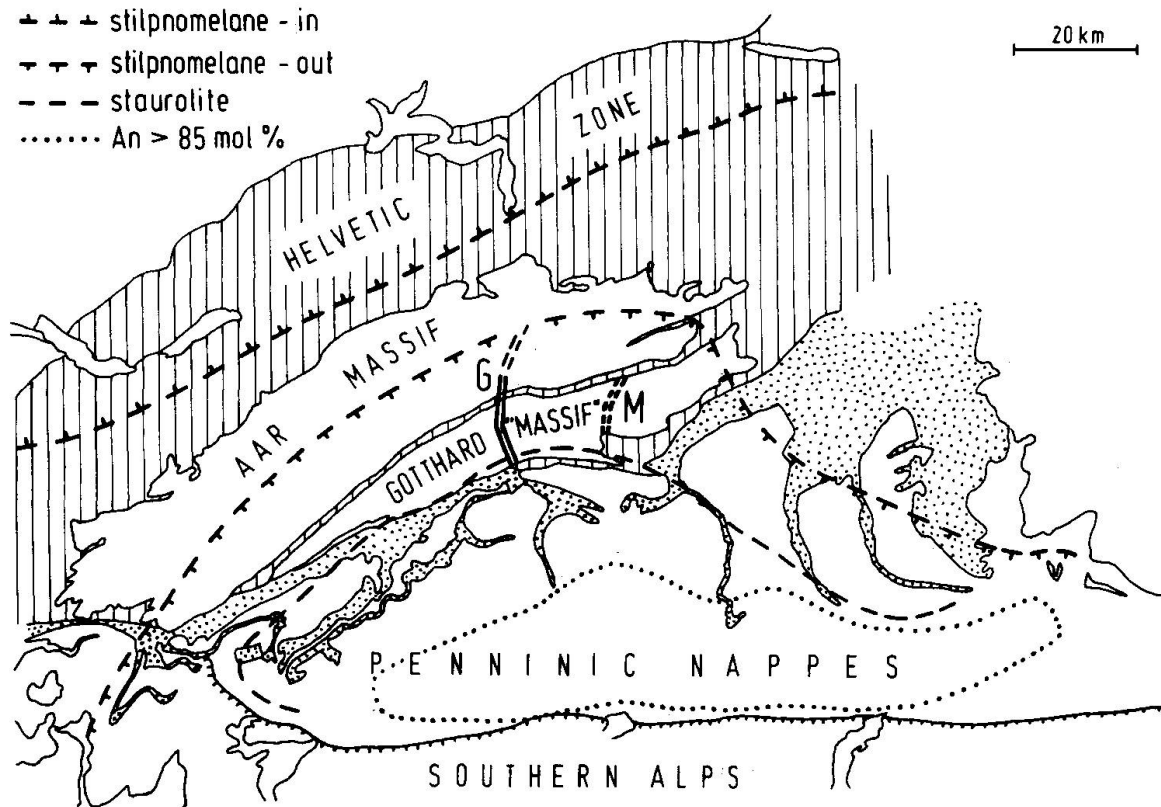 stilpnomelane - in
stilpnomelane - out
staurolite
An > 85 mol %
20 km
HELVETIC ZONE
AAR MASSIF
G
GOTTHARD "MASSIF"
M
PENNINIC NAPPES
SOUTHERN ALPS